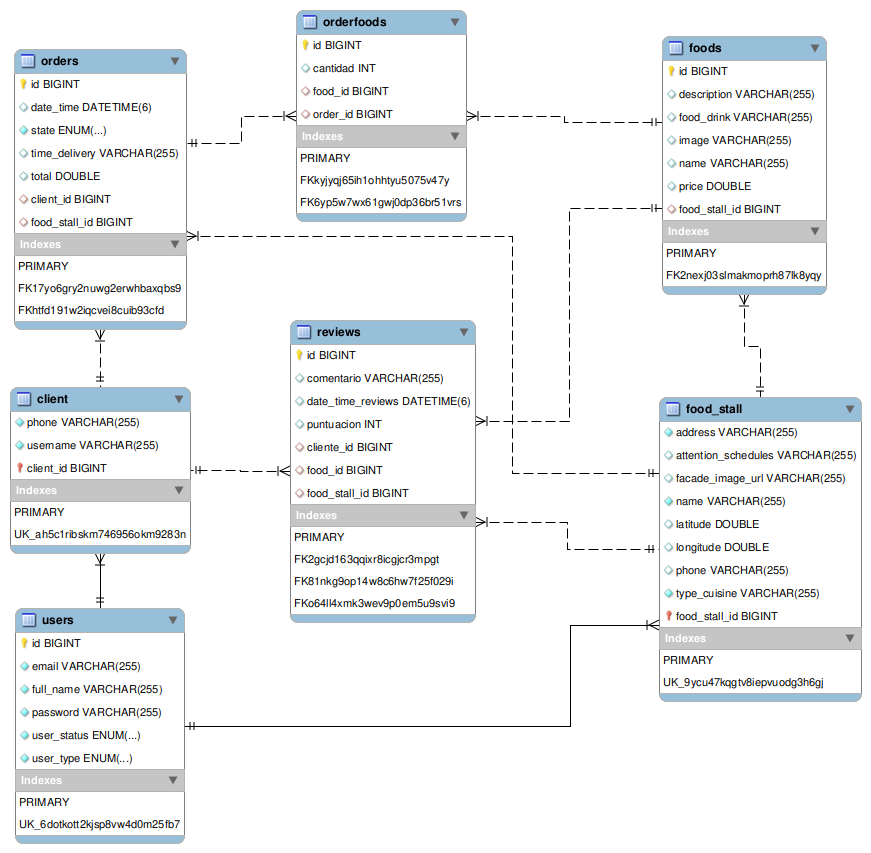 orderfoods
id BIGINT
cantidad INT
food_id BIGINT
order_id BIGINT
Indexes
PRIMARY
FKkyjyqj65ih1ohhtyu5075v47y
FK6yp5w7wx61gwj0dp36br51vrs
foods
id BIGINT
description VARCHAR(255)
food_drink VARCHAR(255)
image VARCHAR(255)
name VARCHAR(255)
price DOUBLE
food_stall_id BIGINT
Indexes
PRIMARY
FK2nexj03slmakmoprh87lk8yqy
orders
id BIGINT
date_time DATETIME(6)
state ENUM(...)
time_delivery VARCHAR(255)
total DOUBLE
client_id BIGINT
food_stall_id BIGINT
Indexes
PRIMARY
FK17yo6gry2nuwg2erwhbaxqbs9
FKhtfd191w2iqcvei8cuib93cfd
reviews
id BIGINT
comentario VARCHAR(255)
date_time_reviews DATETIME(6)
puntuacion INT
cliente_id BIGINT
food_id BIGINT
food_stall_id BIGINT
Indexes
PRIMARY
FK2gcjd163qqixr8icgjcr3mpgt
FK81nkg9op14w8c6hw7f25f029i
FKo64ll4xmk3wev9p0em5u9svi9
client
phone VARCHAR(255)
username VARCHAR(255)
client_id BIGINT
Indexes
PRIMARY
UK_ah5c1ribskm746956okm9283n
food_stall
address VARCHAR(255)
attention_schedules VARCHAR(255)
facade_image_url VARCHAR(255)
name VARCHAR(255)
latitude DOUBLE
longitude DOUBLE
phone VARCHAR(255)
type_cuisine VARCHAR(255)
food_stall_id BIGINT
Indexes
PRIMARY
UK_9ycu47kqgtv8iepvuodg3h6gj
users
id BIGINT
email VARCHAR(255)
full_name VARCHAR(255)
password VARCHAR(255)
user_status ENUM(...)
user_type ENUM(...)
Indexes
PRIMARY
UK_6dotkott2kjsp8vw4d0m25fb7